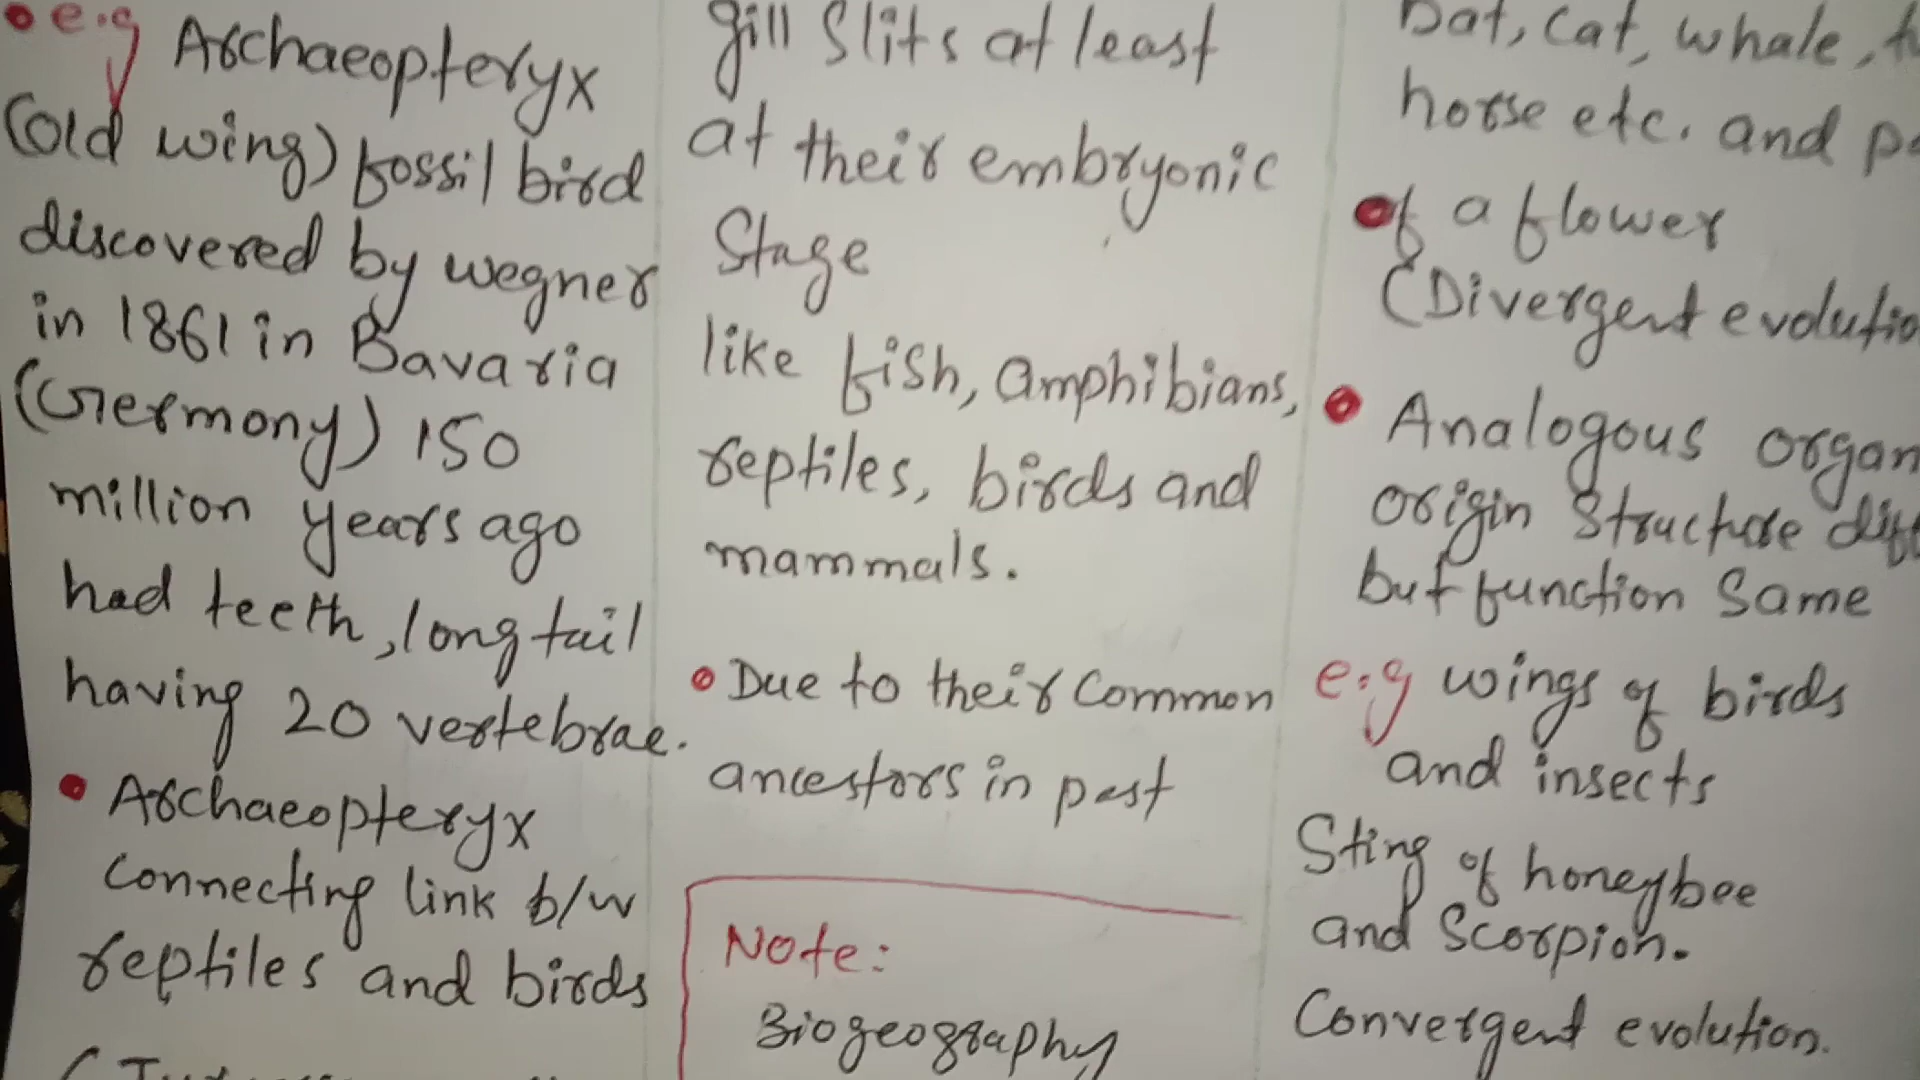 e.g Archaeopteryx
(old wing) fossil bird
discovered by wegner
in 1861 in Bavaria
(Germony) 150
million years ago
had teeth, long tail
having 20 vertebrae.
Archaeopteryx
connecting link b/w
reptiles and birds
gill slits at least
at their embryonic
Stage
like fish, amphibians,
reptiles, birds and
mammals.
Due to their common
ancestors in past
Note:
Biogeography
Bat, Cat, whale,
horse etc. and
of a flower
(Divergent evolutio
Analogous organ
origin structure diff
but function Same
e.g wings of birds
and insects
Sting of honeybee
and Scorpion.
Convergent evolution.